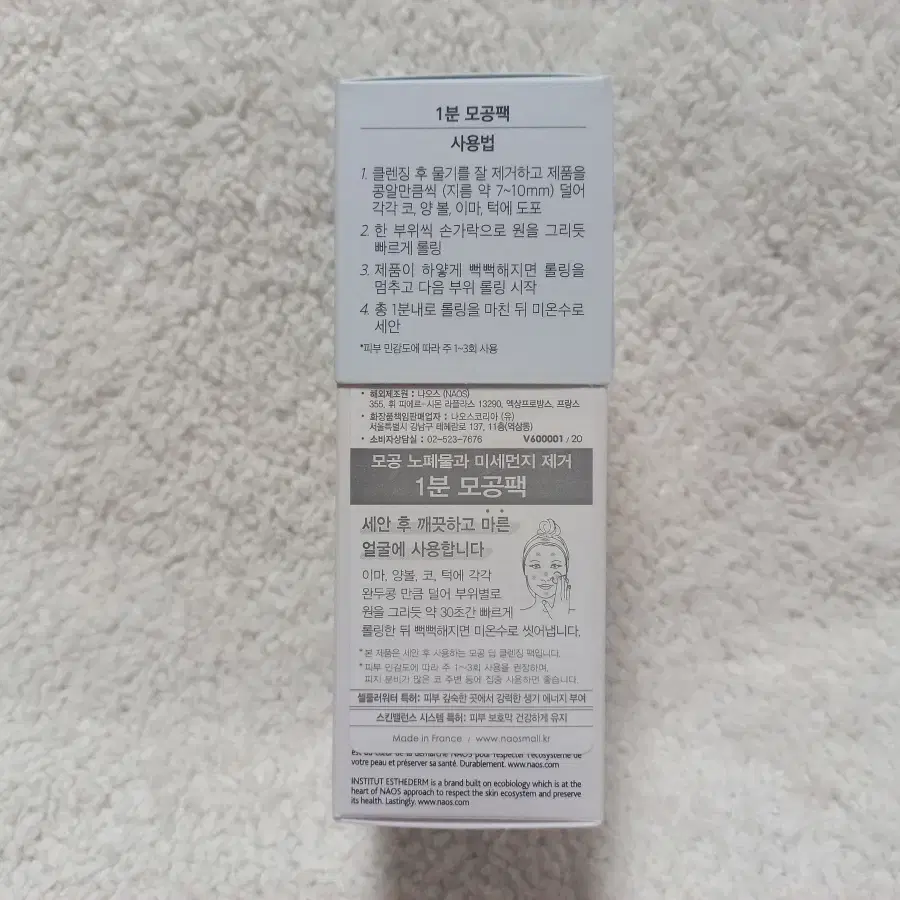 1분 모공팩
사용법
1. 클렌징 후 물기를 잘 제거하고 제품을
콩알만큼씩 (지름 약 7~10mm) 덜어
각각 코, 양 볼, 이마, 턱에 도포
2. 한 부위씩 손가락으로 원을 그리듯
빠르게 롤링
3. 제품이 하얗게 뻑뻑해지면 롤링을
멈추고 다음 부위 롤링 시작
4. 총 1분내로 롤링을 마친 뒤 미온수로
세안
*피부 민감도에 따라 주 1~3회 사용
• 해외제조원 : 나오스 (NAOS)
355, 휘 피에르-시몬 라플라스 13290, 엑상프로방스, 프랑스
• 화장품책임판매업자 : 나오스코리아 (유)
서울특별시 강남구 테헤란로 137, 11층(역삼동)
• 소비자상담실 : 02-523-7676 V600001 / 20
모공 노폐물과 미세먼지 제거
1분 모공팩
세안 후 깨끗하고 마른
얼굴에 사용합니다
이마, 양볼, 코, 턱에 각각
완두콩 만큼 덜어 부위별로
원을 그리듯 약 30초간 빠르게
롤링한 뒤 뻑뻑해지면 미온수로 씻어냅니다.
*본 제품은 세안 후 사용하는 모공 딥 클렌징 팩입니다.
*피부 민감도에 따라 주 1~3회 사용을 권장하며,
피지 분비가 많은 코 주변 등에 집중 사용하면 좋습니다.
셀룰러워터 특허: 피부 깊숙한 곳에서 강력한 생기 에너지 부여
스킨밸런스 시스템 특허: 피부 보호막 건강하게 유지
Made in France / www.naosmall.kr
est au cœur de la démarche NAOS pour respecter l'écosystème de
votre peau et préserver sa santé. Durablement. www.naos.com
INSTITUT ESTHEDERM is a brand built on ecobiology which is at the
heart of NAOS approach to respect the skin ecosystem and preserve
its health. Lastingly. www.naos.com